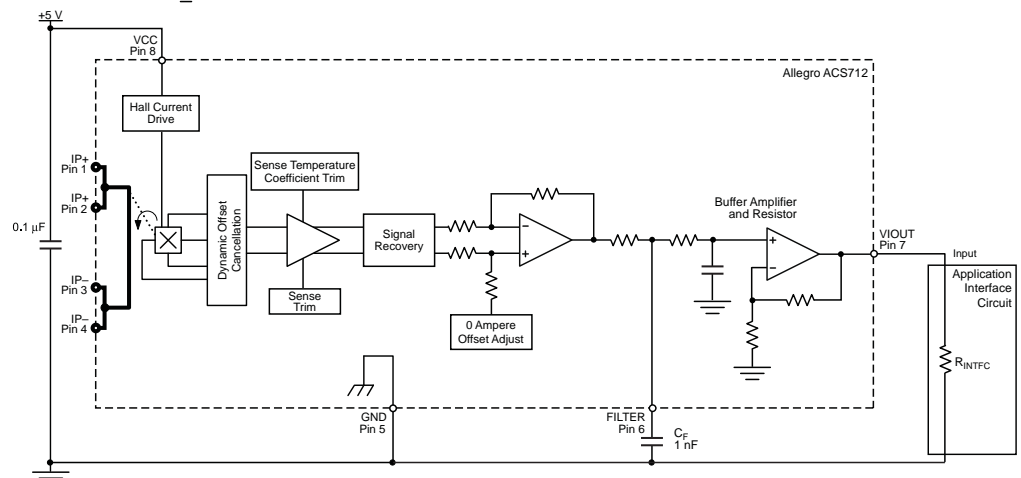 +5 V
VCC
Pin 8
Allegro ACS712
Hall Current
Drive
IP+
Pin 1
IP+
Pin 2
IP–
Pin 3
IP–
Pin 4
0.1 µF
Dynamic Offset
Cancellation
Sense Temperature
Coefficient Trim
Sense
Trim
Signal
Recovery
0 Ampere
Offset Adjust
Buffer Amplifier
and Resistor
VIOUT
Pin 7
Input
Application
Interface
Circuit
RINTFC
GND
Pin 5
FILTER
Pin 6
CF
1 nF